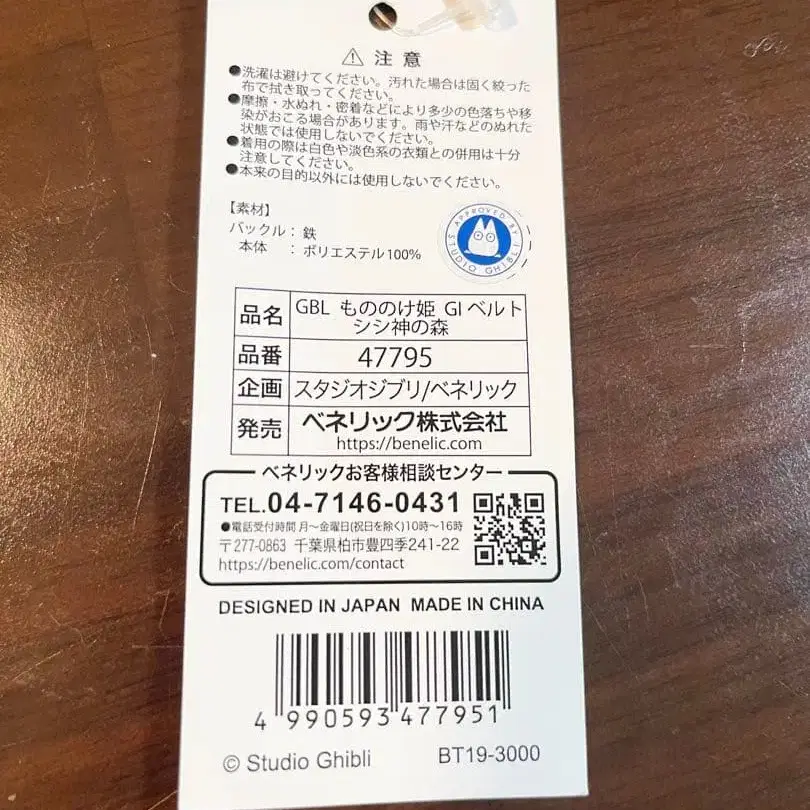 ⚠ 注意
●洗濯は避けてください。汚れた場合は固く絞った
布で拭き取ってください。
●摩擦・水ぬれ・密着などにより多少の色落ちや移
染がおこる場合があります。雨や汗などのぬれた
状態では使用しないでください。
●着用の際は白色や淡色系の衣類との併用は十分
注意してください。
●本来の目的以外には使用しないでください。
【素材】
バックル：鉄
本体 ：ポリエステル100%
APPROVED BY STUDIO GHIBLI
品名 GBL もののけ姫 GIベルト
シシ神の森
品番 47795
企画 スタジオジブリ/ベネリック
発売 ベネリック株式会社
https://benelic.com
ベネリックお客様相談センター
TEL.04-7146-0431
●電話受付時間 月～金曜日(祝日を除く)10時～16時
〒277-0863 千葉県柏市豊四季241-22
https://benelic.com/contact
DESIGNED IN JAPAN MADE IN CHINA
4 990593 477951
© Studio Ghibli BT19-3000